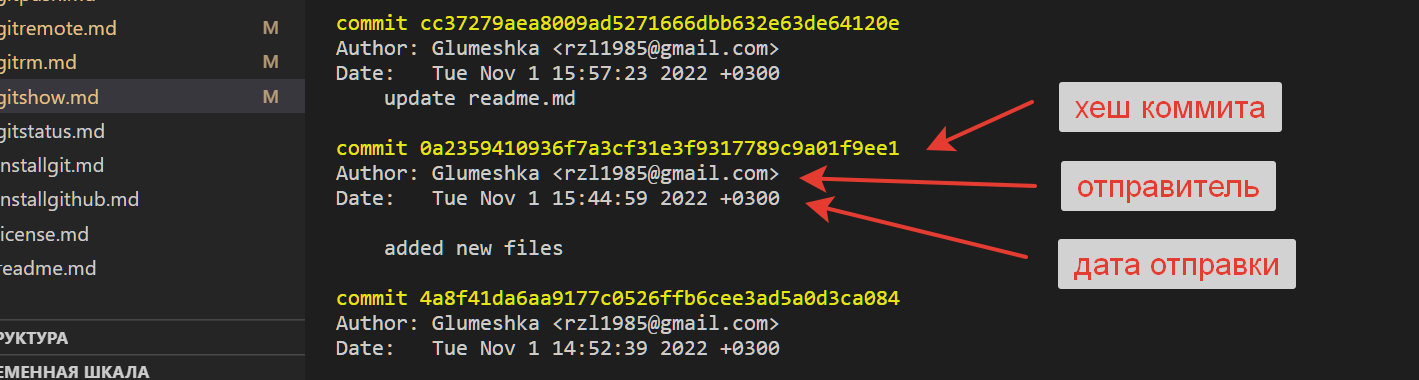 gitpush.md
gitremote.md M
gitrm.md M
gitshow.md M
gitstatus.md
nstallgit.md
nstallgithub.md
icense.md
readme.md
РУКТУРА
ЕМЕННАЯ ШКАЛА
commit cc37279aea8009ad5271666dbb632e63de64120e
Author: Glumeshka <rzl1985@gmail.com>
Date: Tue Nov 1 15:57:23 2022 +0300
update readme.md
commit 0a2359410936f7a3cf31e3f9317789c9a01f9ee1
Author: Glumeshka <rzl1985@gmail.com>
Date: Tue Nov 1 15:44:59 2022 +0300
added new files
commit 4a8f41da6aa9177c0526ffb6cee3ad5a0d3ca084
Author: Glumeshka <rzl1985@gmail.com>
Date: Tue Nov 1 14:52:39 2022 +0300
хеш коммита
отправитель
дата отправки